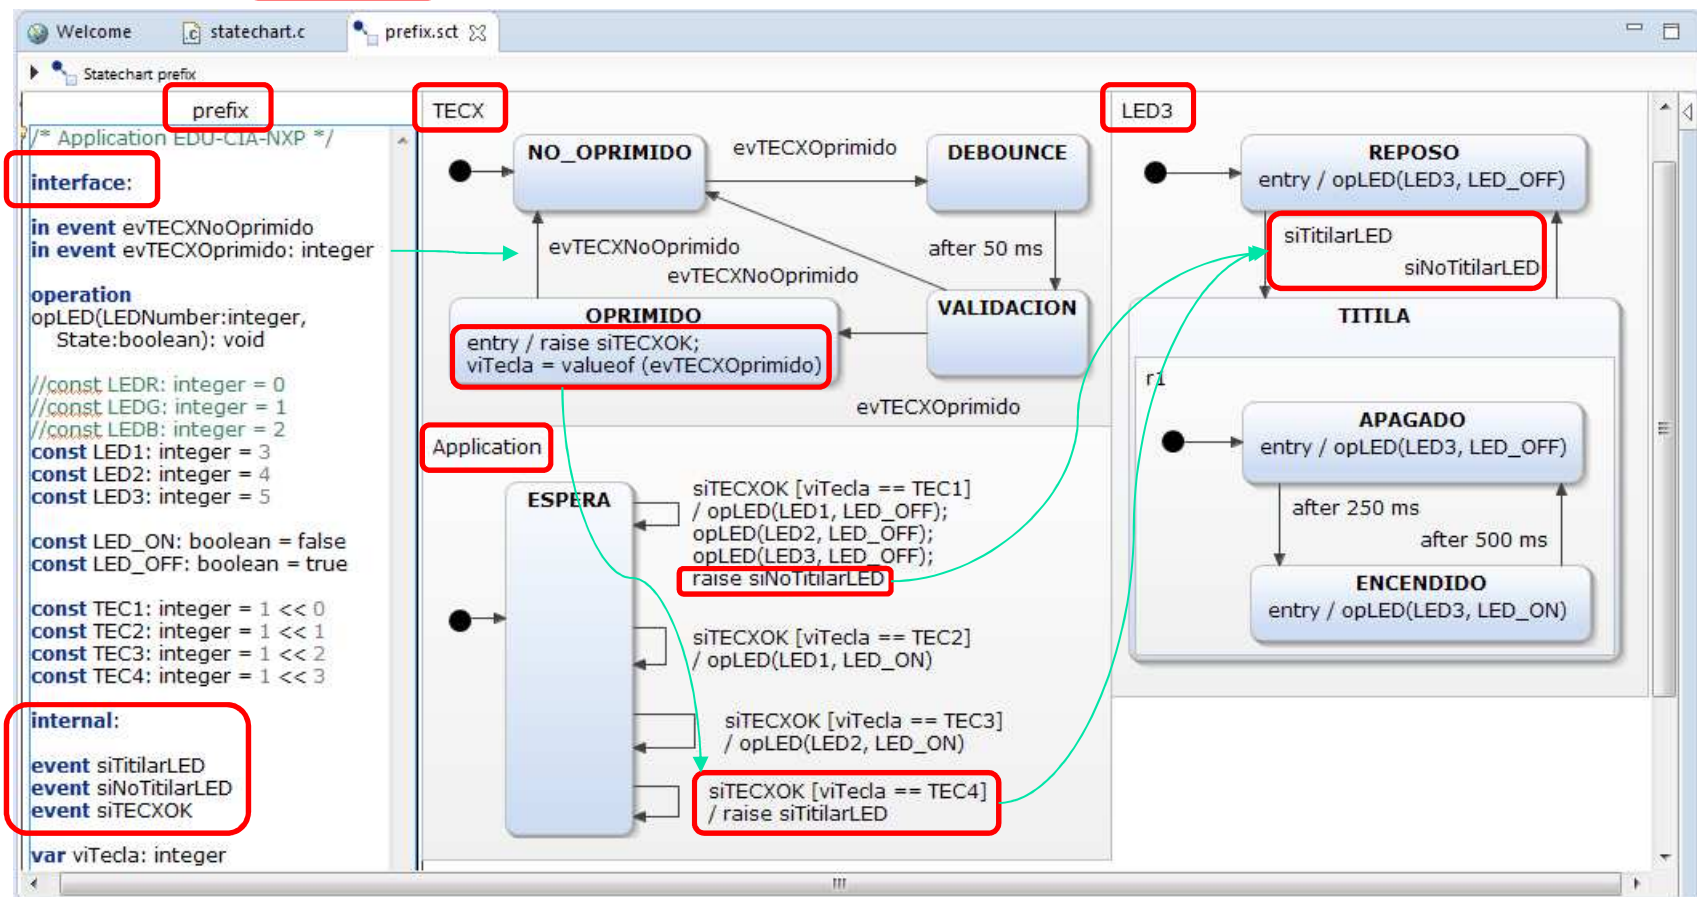 Welcome
statechart.c
prefix.sct
Statechart prefix
prefix
/* Application EDU-CIA-NXP */
interface:
in event evTECXNoOprimido
in event evTECXOprimido: integer
operation
opLED(LEDNumber:integer,
State:boolean): void
//const LEDR: integer = 0
//const LEDG: integer = 1
//const LEDB: integer = 2
const LED1: integer = 3
const LED2: integer = 4
const LED3: integer = 5
const LED_ON: boolean = false
const LED_OFF: boolean = true
const TEC1: integer = 1 << 0
const TEC2: integer = 1 << 1
const TEC3: integer = 1 << 2
const TEC4: integer = 1 << 3
internal:
event siTitilarLED
event siNoTitilarLED
event siTECXOK
var viTecla: integer
TECX
NO_OPRIMIDO
evTECXOprimido
DEBOUNCE
evTECXNoOprimido
after 50 ms
evTECXNoOprimido
OPRIMIDO
entry / raise siTECXOK;
viTecla = valueof (evTECXOprimido)
VALIDACION
evTECXOprimido
Application
ESPERA
siTECXOK [viTecla == TEC1]
/ opLED(LED1, LED_OFF);
opLED(LED2, LED_OFF);
opLED(LED3, LED_OFF);
raise siNoTitilarLED
siTECXOK [viTecla == TEC2]
/ opLED(LED1, LED_ON)
siTECXOK [viTecla == TEC3]
/ opLED(LED2, LED_ON)
siTECXOK [viTecla == TEC4]
/ raise siTitilarLED
LED3
REPOSO
entry / opLED(LED3, LED_OFF)
siTitilarLED
siNoTitilarLED
TITILA
r1
APAGADO
entry / opLED(LED3, LED_OFF)
after 250 ms
after 500 ms
ENCENDIDO
entry / opLED(LED3, LED_ON)